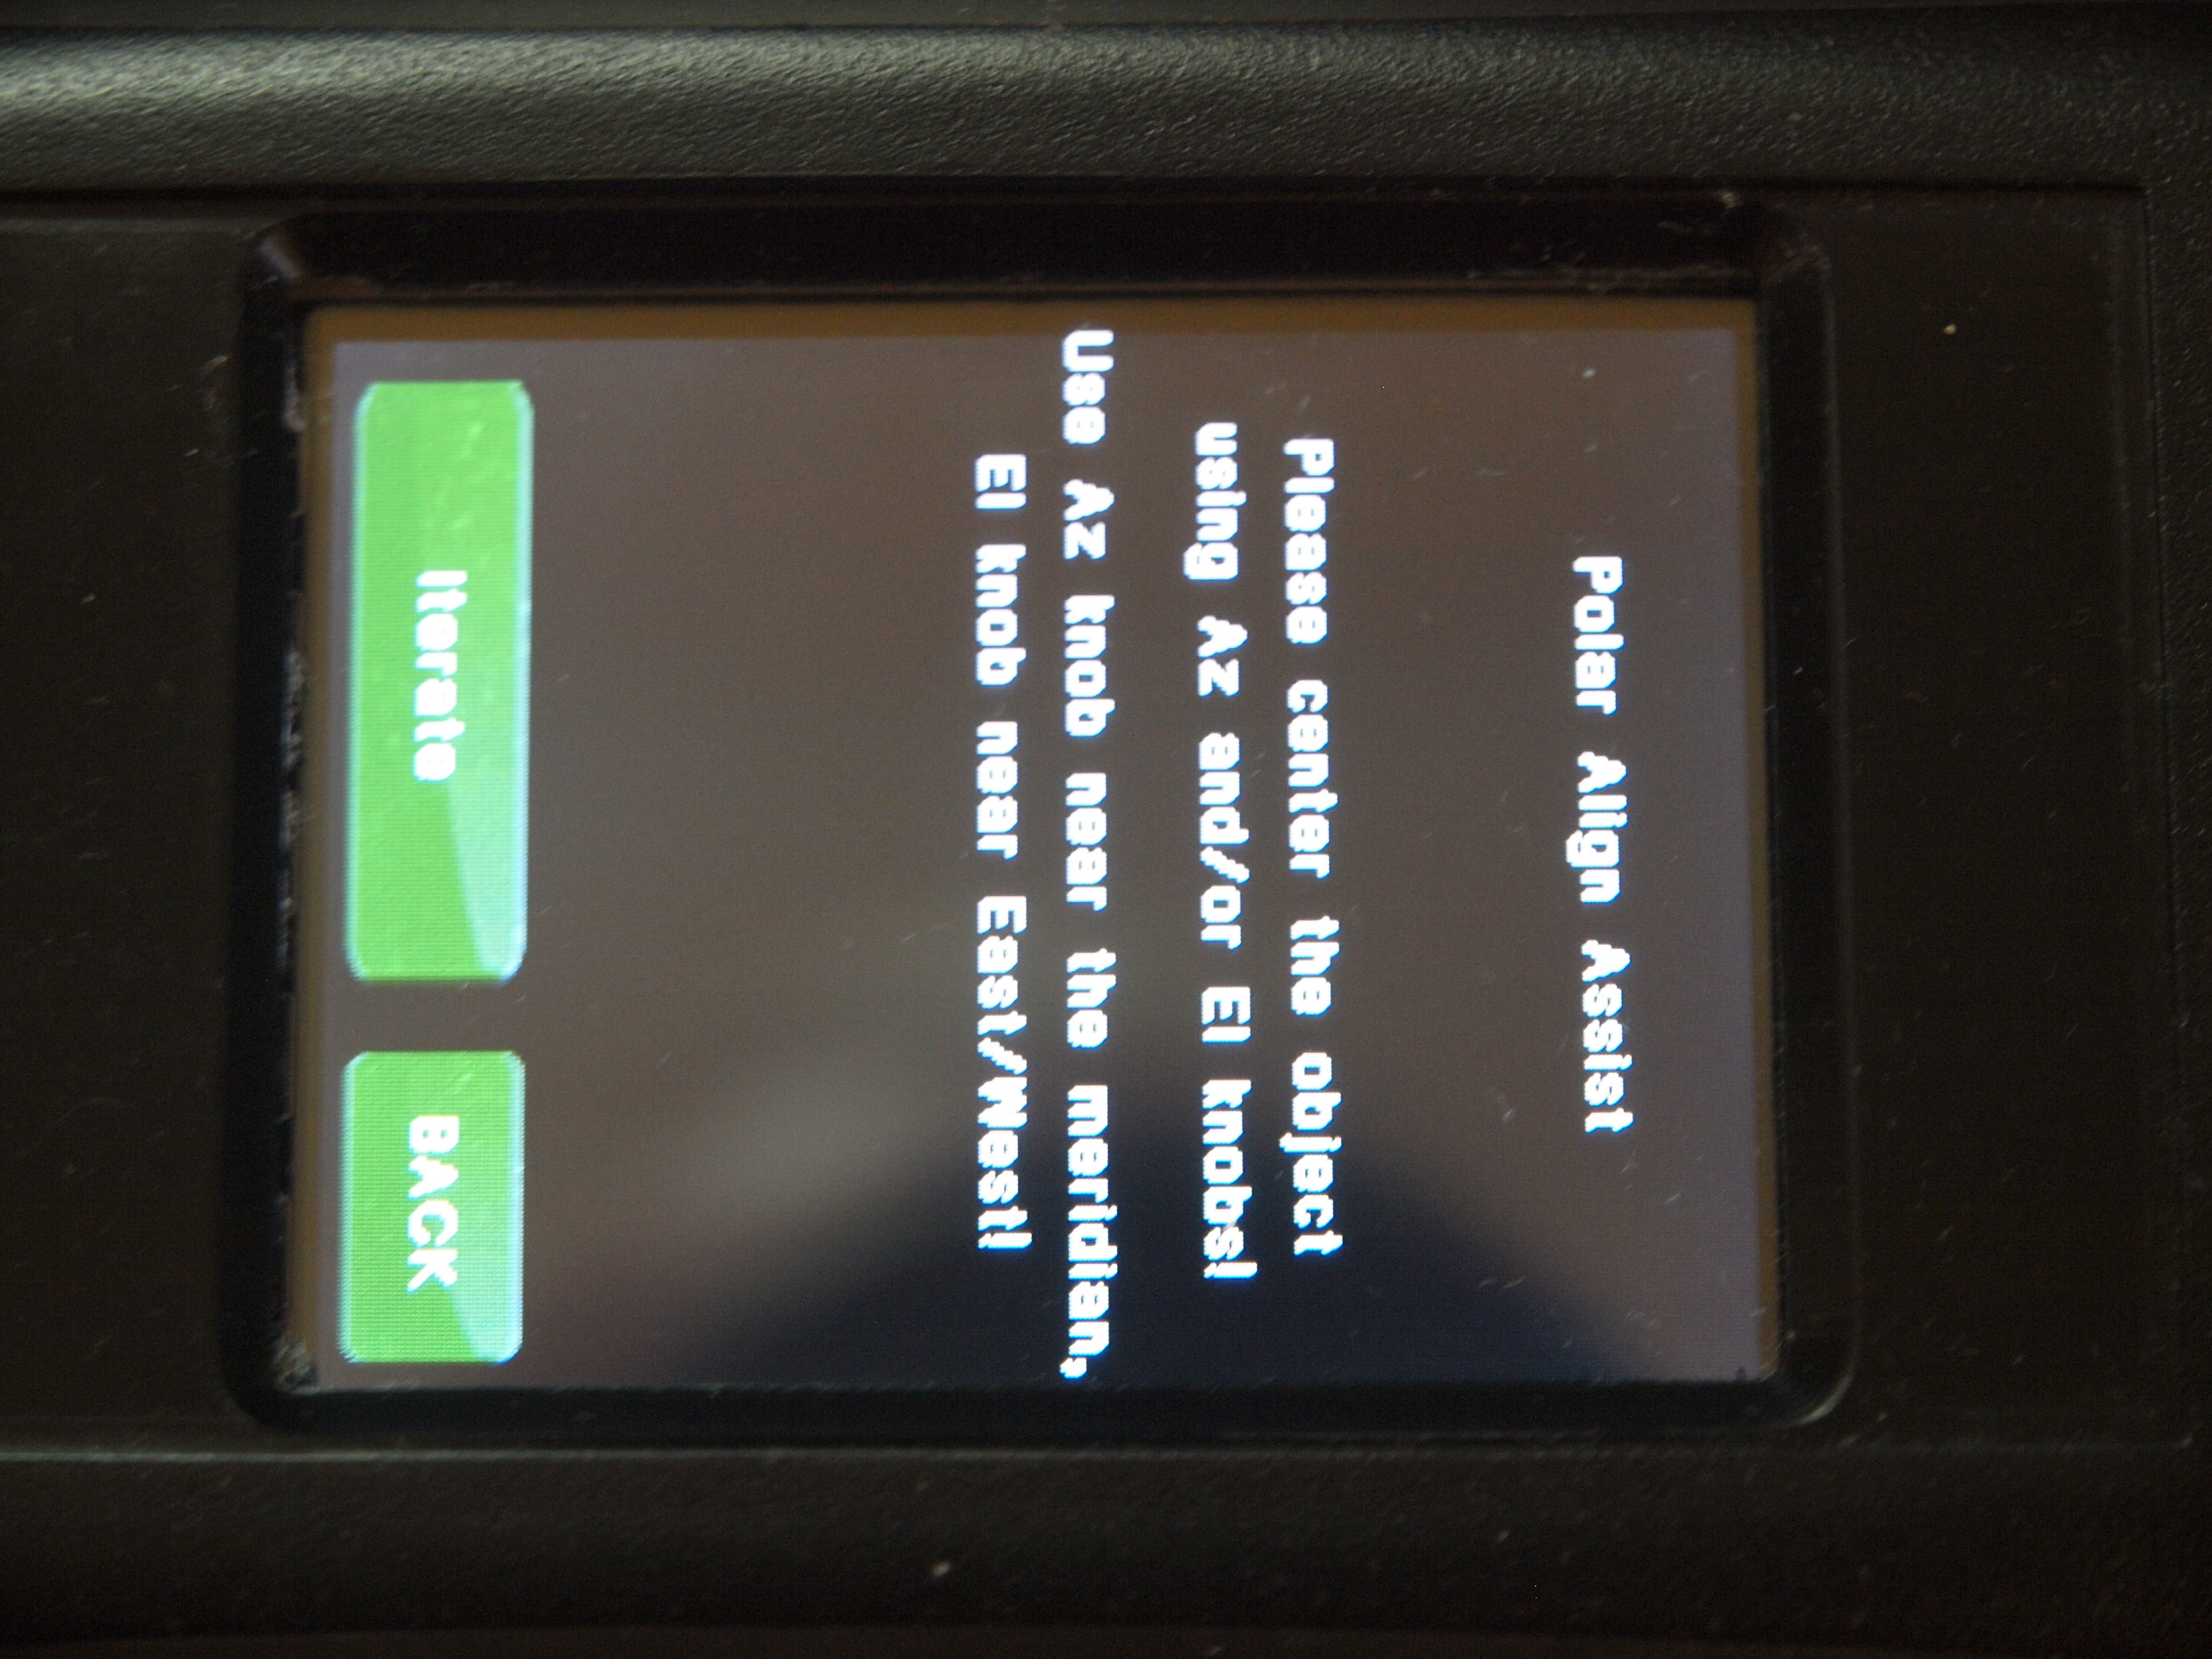 Polar Align Assist
Please center the object
using Az and/or El knobs!
Use Az knob near the meridian,
El knob near East/West!
Iterate
BACK